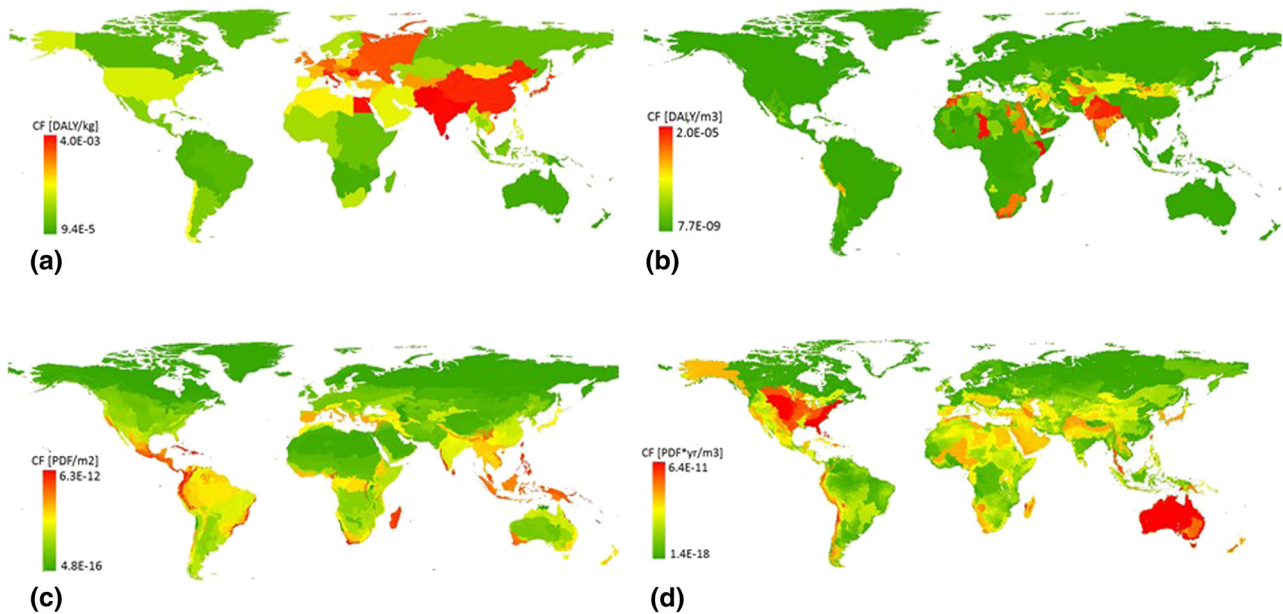 CF [DALY/kg]
4.0E-03
9.4E-5
(a)
CF [DALY/m3]
2.0E-05
7.7E-09
(b)
CF [PDF/m2]
6.3E-12
4.8E-16
(c)
CF [PDF*yr/m3]
6.4E-11
1.4E-18
(d)